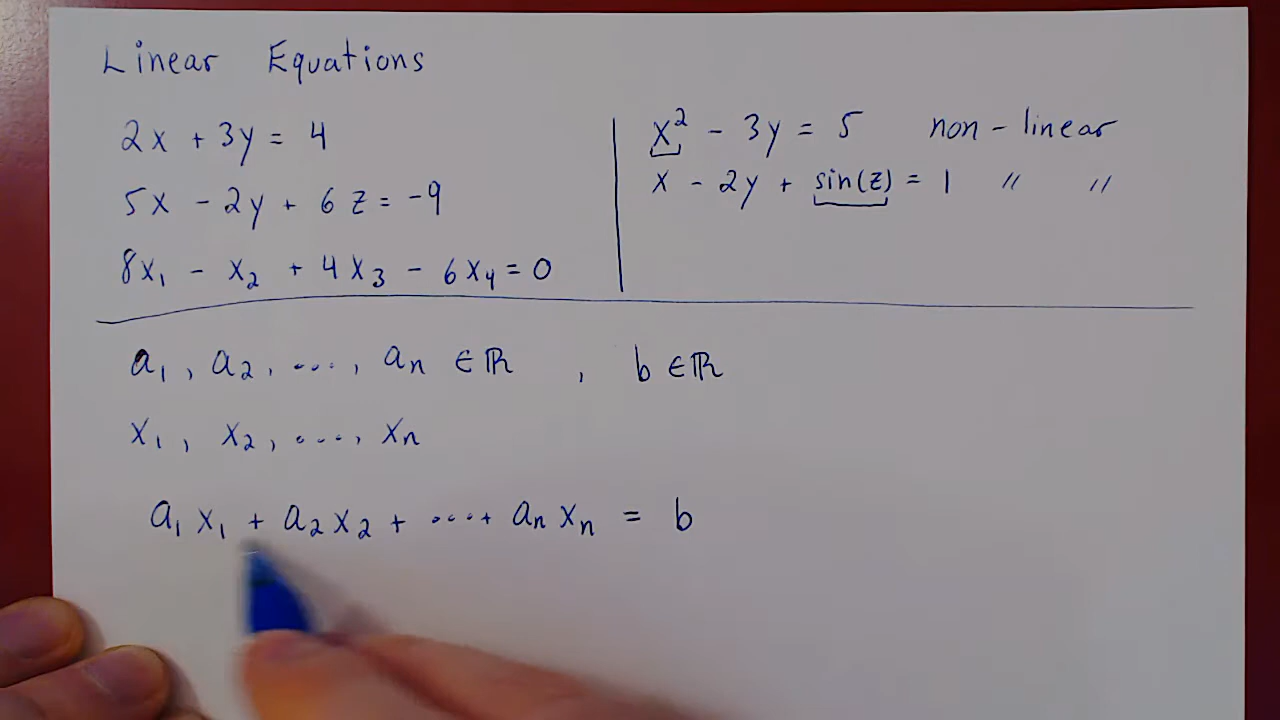 Linear Equations
2x + 3y = 4
5x - 2y + 6z = -9
8x₁ - x₂ + 4x₃ - 6x₄ = 0
x² - 3y = 5 non-linear
x - 2y + sin(z) = 1 〃 〃
a₁, a₂, ...., aₙ ∈ ℝ , b ∈ ℝ
x₁, x₂, ...., xₙ
a₁x₁ + a₂x₂ + ....+ aₙxₙ = b